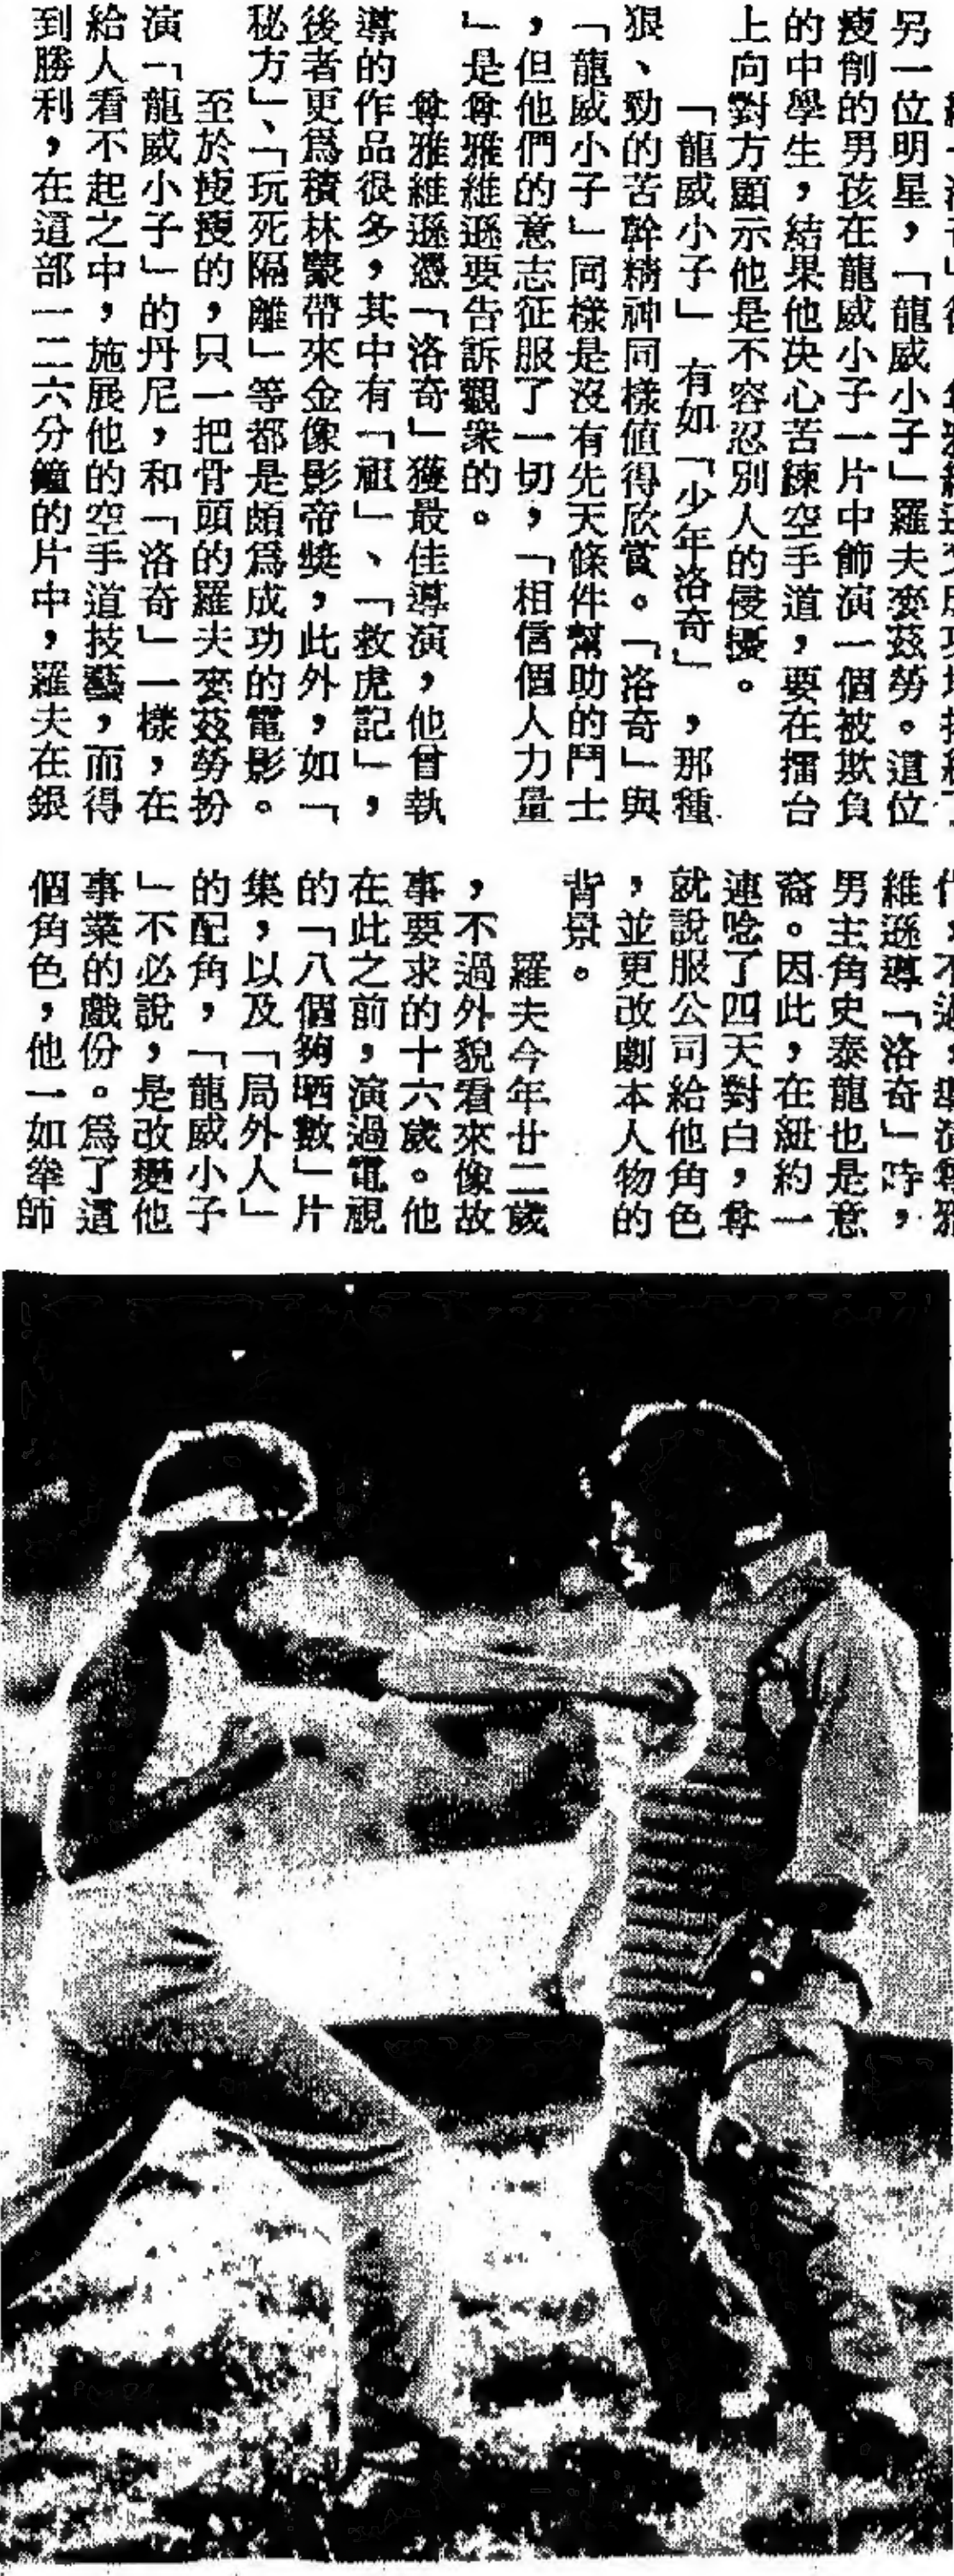 另一位明星，「龍威小子」羅夫麥茲勞。這位
瘦削的男孩在龍威小子一片中飾演一個被欺負
的中學生，結果他決心苦練空手道，要在擂台
上向對方顯示他是不容忍別人的侵擾。
「龍威小子」有如「少年洛奇」，那種
狠、勁的苦幹精神同樣值得欣賞。「洛奇」與
「龍威小子」同樣是沒有先天條件幫助的鬥士
，但他們的意志征服了一切，「相信個人力量
」是尊雅維遜要告訴觀衆的。
尊雅維遜憑「洛奇」獲最佳導演，他曾執
導的作品很多，其中有「祖」、「救虎記」，
後者更爲積林蒙帶來金像影帝獎，此外，如「
秘方」、「玩死隔離」等都是頗爲成功的電影。
至於瘦瘦的，只一把骨頭的羅夫麥茲勞扮
演「龍威小子」的丹尼，和「洛奇」一樣，在
給人看不起之中，施展他的空手道技藝，而得
到勝利，在這部一二六分鐘的片中，羅夫在銀
維遜導「洛奇」時，
男主角史泰龍也是意
裔。因此，在紐約一
連唸了四天對白，尊
就說服公司給他角色
，並更改劇本人物的
背景。
羅夫今年廿二歲
，不過外貌看來像故
事要求的十六歲。他
在此之前，演過電視
的「八個夠晒數」片
集，以及「局外人」
的配角，「龍威小子
」不必說，是改變他
事業的戲份。爲了這
個角色，他一如拳師